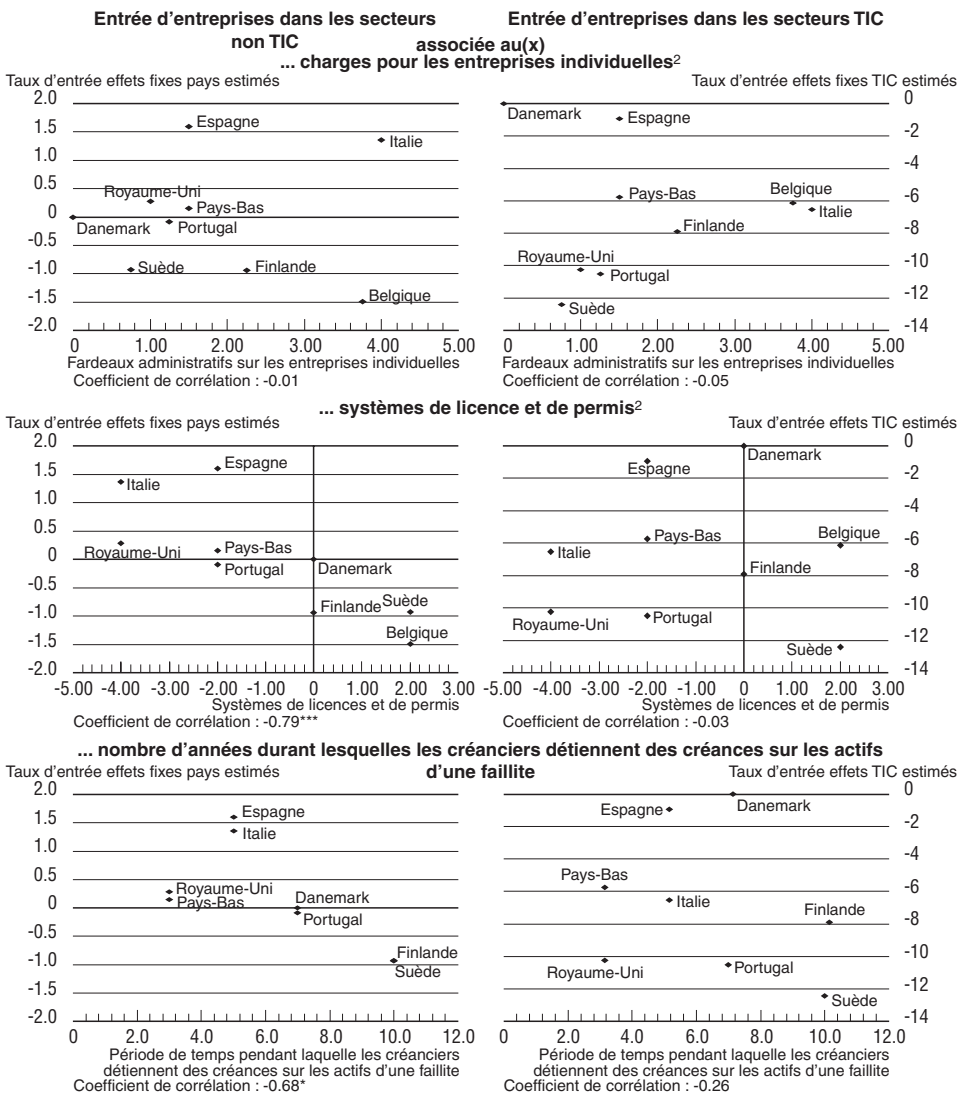 Entrée d'entreprises dans les secteurs
non TIC
Entrée d'entreprises dans les secteurs TIC
associée au(x)
... charges pour les entreprises individuelles2
Taux d'entrée effets fixes pays estimés
2.0
1.5
1.0
0.5
0
-0.5
-1.0
-1.5
-2.0
Espagne
Italie
Royaume-Uni
Pays-Bas
Danemark
Portugal
Suède
Finlande
Belgique
0 1.00 2.00 3.00 4.00 5.00
Fardeaux administratifs sur les entreprises individuelles
Coefficient de corrélation : -0.01
Taux d'entrée effets fixes TIC estimés
0
-2
-4
-6
-8
-10
-12
-14
Danemark
Espagne
Pays-Bas
Belgique
Italie
Finlande
Royaume-Uni
Portugal
Suède
0 1.00 2.00 3.00 4.00 5.00
Fardeaux administratifs sur les entreprises individuelles
Coefficient de corrélation : -0.05
... systèmes de licence et de permis2
Taux d'entrée effets fixes pays estimés
2.0
1.5
1.0
0.5
0
-0.5
-1.0
-1.5
-2.0
Espagne
Italie
Royaume-Uni
Pays-Bas
Portugal
Danemark
Finlande
Suède
Belgique
-5.00 -4.00 -3.00 -2.00 -1.00 0 1.00 2.00 3.00
Systèmes de licences et de permis
Coefficient de corrélation : -0.79***
Taux d'entrée effets TIC estimés
0
-2
-4
-6
-8
-10
-12
-14
Danemark
Espagne
Pays-Bas
Belgique
Italie
Finlande
Royaume-Uni
Portugal
Suède
-5.00 -4.00 -3.00 -2.00 -1.00 0 1.00 2.00 3.00
Systèmes de licences et de permis
Coefficient de corrélation : -0.03
... nombre d'années durant lesquelles les créanciers détiennent des créances sur les actifs
d'une faillite
Taux d'entrée effets fixes pays estimés
2.0
1.5
1.0
0.5
0
-0.5
-1.0
-1.5
-2.0
Espagne
Italie
Royaume-Uni
Pays-Bas
Danemark
Portugal
Finlande
Suède
0 2.0 4.0 6.0 8.0 10.0 12.0
Période de temps pendant laquelle les créanciers
détiennent des créances sur les actifs d'une faillite
Coefficient de corrélation : -0.68*
Taux d'entrée effets TIC estimés
0
-2
-4
-6
-8
-10
-12
-14
Espagne
Danemark
Pays-Bas
Italie
Finlande
Royaume-Uni
Portugal
Suède
0 2.0 4.0 6.0 8.0 10.0 12.0
Période de temps pendant laquelle les créanciers
détiennent des créances sur les actifs d'une faillite
Coefficient de corrélation : -0.26